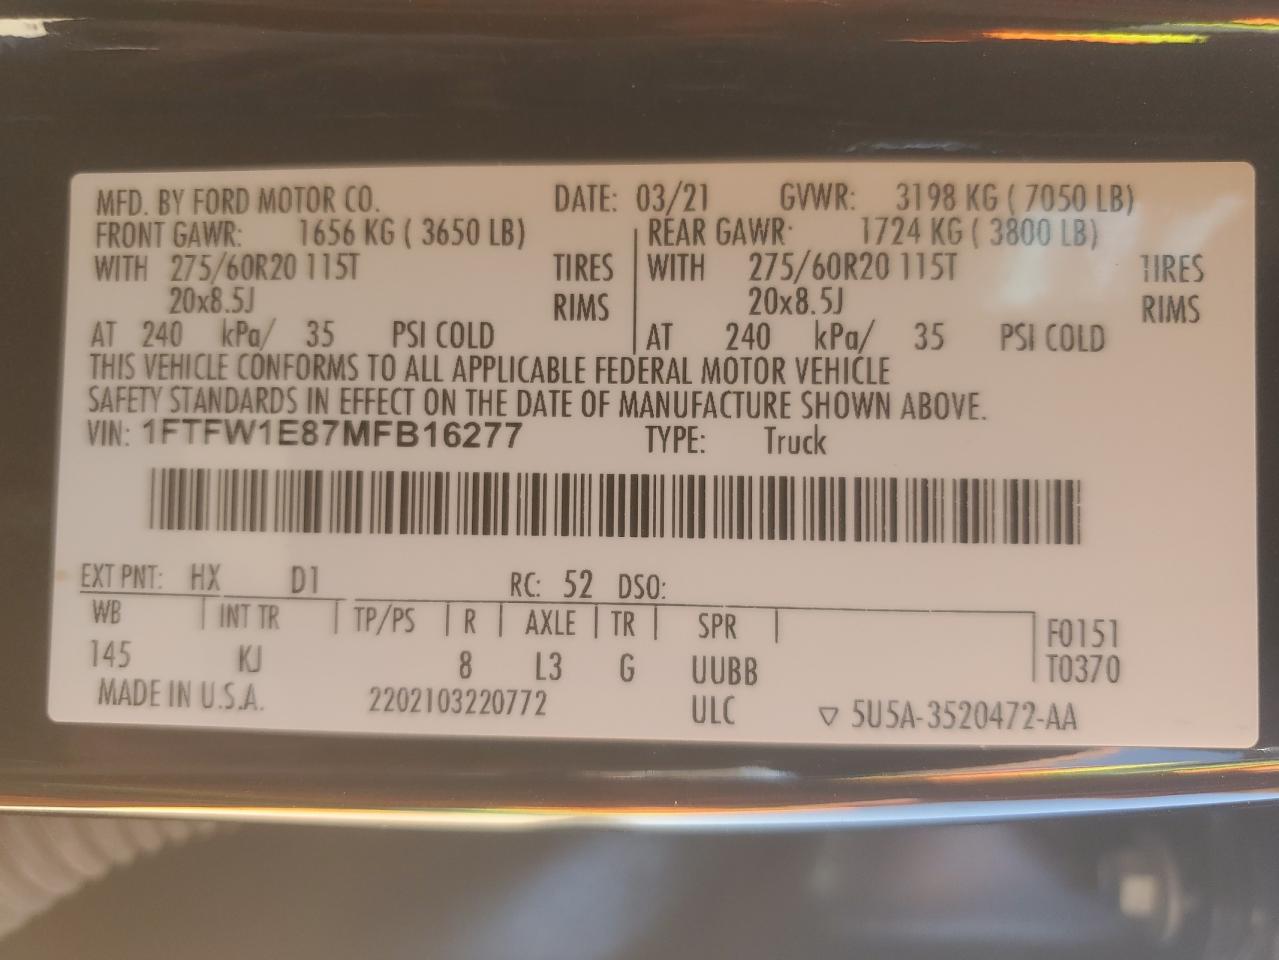 MFD. BY FORD MOTOR CO. DATE: 03/21 GVWR: 3198 KG ( 7050 LB)
FRONT GAWR: 1656 KG ( 3650 LB) REAR GAWR: 1724 KG ( 3800 LB)
WITH 275/60R20 115T TIRES WITH 275/60R20 115T TIRES
20x8.5J RIMS 20x8.5J RIMS
AT 240 kPa/ 35 PSI COLD AT 240 kPa/ 35 PSI COLD
THIS VEHICLE CONFORMS TO ALL APPLICABLE FEDERAL MOTOR VEHICLE
SAFETY STANDARDS IN EFFECT ON THE DATE OF MANUFACTURE SHOWN ABOVE.
VIN: 1FTFW1E87MFB16277 TYPE: Truck
EXT PNT: HX D1 RC: 52 DSO:
WB INT TR TP/PS R AXLE TR SPR F0151
145 KJ 8 L3 G UUBB T0370
MADE IN U.S.A. 2202103220772 ULC ▽ 5U5A-3520472-AA